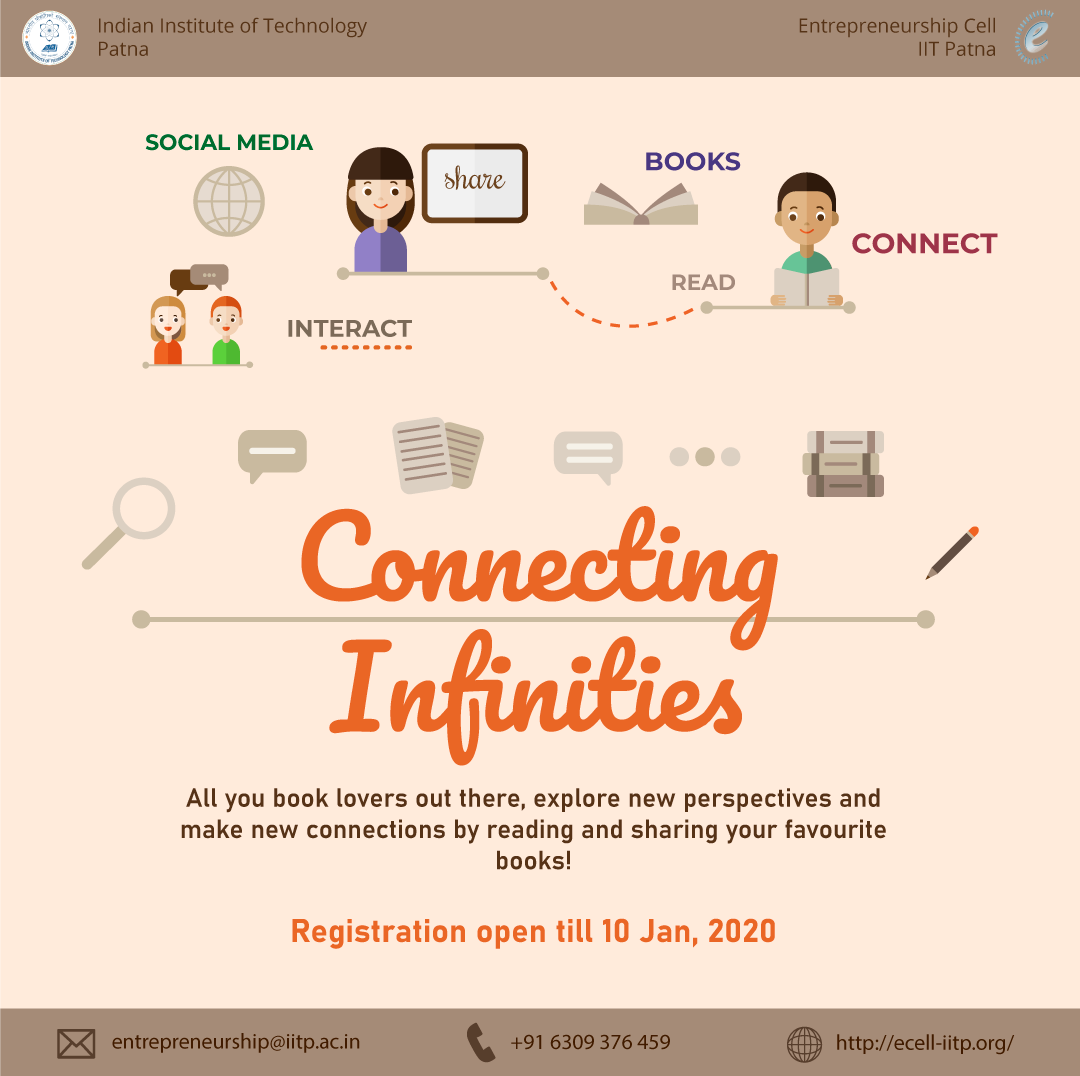 Indian Institute of Technology
Patna
Entrepreneurship Cell
IIT Patna
SOCIAL MEDIA
share
BOOKS
CONNECT
READ
INTERACT
Connecting
Infinities
All you book lovers out there, explore new perspectives and
make new connections by reading and sharing your favourite
books!
Registration open till 10 Jan, 2020
entrepreneurship@iitp.ac.in
+91 6309 376 459
http://ecell-iitp.org/